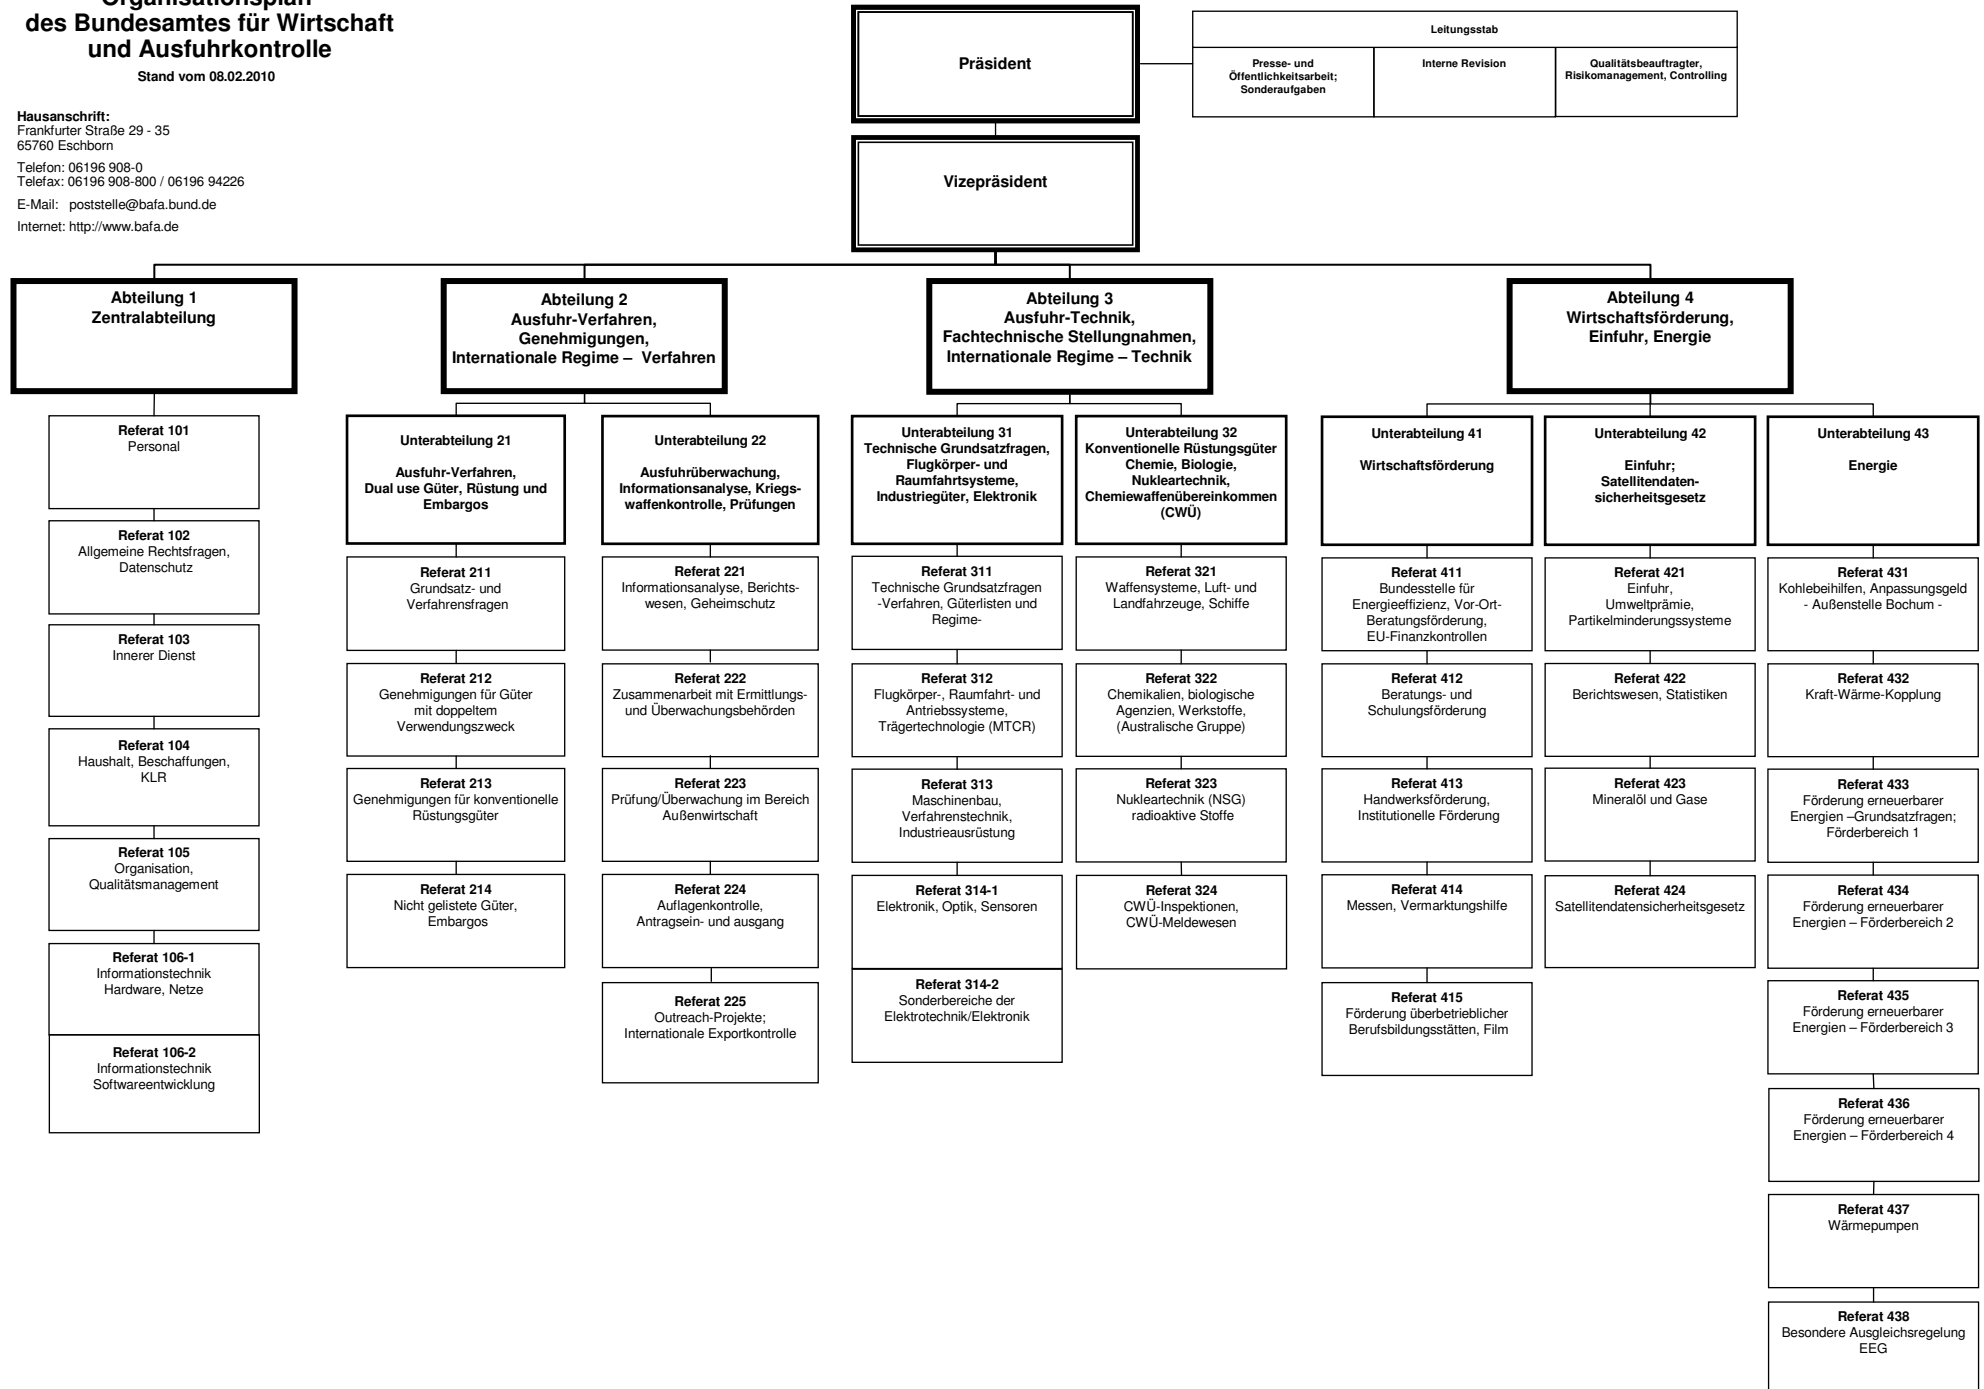 Organisationsplan
des Bundesamtes für Wirtschaft
und Ausfuhrkontrolle
Stand vom 08.02.2010
Hausanschrift:
Frankfurter Straße 29 - 35
65760 Eschborn
Telefon: 06196 908-0
Telefax: 06196 908-800 / 06196 94226
E-Mail: poststelle@bafa.bund.de
Internet: http://www.bafa.de
Präsident
Leitungsstab
Presse- und
Öffentlichkeitsarbeit;
Sonderaufgaben
Interne Revision
Qualitätsbeauftragter,
Risikomanagement, Controlling
Vizepräsident
Abteilung 1
Zentralabteilung
Referat 101
Personal
Referat 102
Allgemeine Rechtsfragen,
Datenschutz
Referat 103
Innerer Dienst
Referat 104
Haushalt, Beschaffungen,
KLR
Referat 105
Organisation,
Qualitätsmanagement
Referat 106-1
Informationstechnik
Hardware, Netze
Referat 106-2
Informationstechnik
Softwareentwicklung
Abteilung 2
Ausfuhr-Verfahren,
Genehmigungen,
Internationale Regime – Verfahren
Unterabteilung 21
Ausfuhr-Verfahren,
Dual use Güter, Rüstung und
Embargos
Referat 211
Grundsatz- und
Verfahrensfragen
Referat 212
Genehmigungen für Güter
mit doppeltem
Verwendungszweck
Referat 213
Genehmigungen für konventionelle
Rüstungsgüter
Referat 214
Nicht gelistete Güter,
Embargos
Unterabteilung 22
Ausfuhrüberwachung,
Informationsanalyse, Kriegs-
waffenkontrolle, Prüfungen
Referat 221
Informationsanalyse, Berichts-
wesen, Geheimschutz
Referat 222
Zusammenarbeit mit Ermittlungs-
und Überwachungsbehörden
Referat 223
Prüfung/Überwachung im Bereich
Außenwirtschaft
Referat 224
Auflagenkontrolle,
Antragsein- und ausgang
Referat 225
Outreach-Projekte;
Internationale Exportkontrolle
Abteilung 3
Ausfuhr-Technik,
Fachtechnische Stellungnahmen,
Internationale Regime – Technik
Unterabteilung 31
Technische Grundsatzfragen,
Flugkörper- und
Raumfahrtsysteme,
Industriegüter, Elektronik
Referat 311
Technische Grundsatzfragen
-Verfahren, Güterlisten und
Regime-
Referat 312
Flugkörper-, Raumfahrt- und
Antriebssysteme,
Trägertechnologie (MTCR)
Referat 313
Maschinenbau,
Verfahrenstechnik,
Industrieausrüstung
Referat 314-1
Elektronik, Optik, Sensoren
Referat 314-2
Sonderbereiche der
Elektrotechnik/Elektronik
Unterabteilung 32
Konventionelle Rüstungsgüter
Chemie, Biologie,
Nukleartechnik,
Chemiewaffenübereinkommen
(CWÜ)
Referat 321
Waffensysteme, Luft- und
Landfahrzeuge, Schiffe
Referat 322
Chemikalien, biologische
Agenzien, Werkstoffe,
(Australische Gruppe)
Referat 323
Nukleartechnik (NSG)
radioaktive Stoffe
Referat 324
CWÜ-Inspektionen,
CWÜ-Meldewesen
Abteilung 4
Wirtschaftsförderung,
Einfuhr, Energie
Unterabteilung 41
Wirtschaftsförderung
Referat 411
Bundesstelle für
Energieeffizienz, Vor-Ort-
Beratungsförderung,
EU-Finanzkontrollen
Referat 412
Beratungs- und
Schulungsförderung
Referat 413
Handwerksförderung,
Institutionelle Förderung
Referat 414
Messen, Vermarktungshilfe
Referat 415
Förderung überbetrieblicher
Berufsbildungsstätten, Film
Unterabteilung 42
Einfuhr;
Satellitendaten-
sicherheitsgesetz
Referat 421
Einfuhr,
Umweltprämie,
Partikelminderungssysteme
Referat 422
Berichtswesen, Statistiken
Referat 423
Mineralöl und Gase
Referat 424
Satellitendatensicherheitsgesetz
Unterabteilung 43
Energie
Referat 431
Kohlebeihilfen, Anpassungsgeld
- Außenstelle Bochum -
Referat 432
Kraft-Wärme-Kopplung
Referat 433
Förderung erneuerbarer
Energien –Grundsatzfragen;
Förderbereich 1
Referat 434
Förderung erneuerbarer
Energien – Förderbereich 2
Referat 435
Förderung erneuerbarer
Energien – Förderbereich 3
Referat 436
Förderung erneuerbarer
Energien – Förderbereich 4
Referat 437
Wärmepumpen
Referat 438
Besondere Ausgleichsregelung
EEG